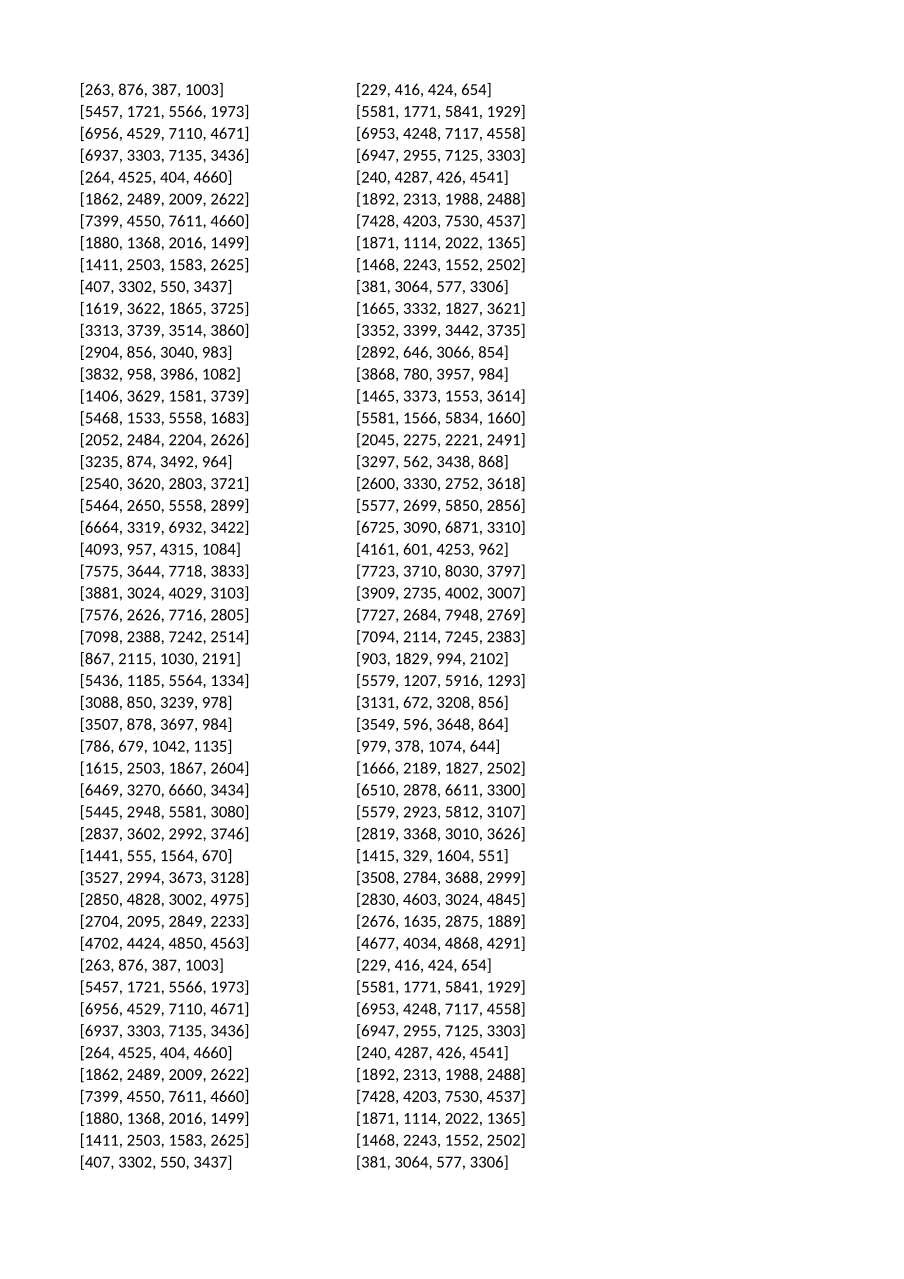 [263, 876, 387, 1003] [229, 416, 424, 654]
[5457, 1721, 5566, 1973] [5581, 1771, 5841, 1929]
[6956, 4529, 7110, 4671] [6953, 4248, 7117, 4558]
[6937, 3303, 7135, 3436] [6947, 2955, 7125, 3303]
[264, 4525, 404, 4660] [240, 4287, 426, 4541]
[1862, 2489, 2009, 2622] [1892, 2313, 1988, 2488]
[7399, 4550, 7611, 4660] [7428, 4203, 7530, 4537]
[1880, 1368, 2016, 1499] [1871, 1114, 2022, 1365]
[1411, 2503, 1583, 2625] [1468, 2243, 1552, 2502]
[407, 3302, 550, 3437] [381, 3064, 577, 3306]
[1619, 3622, 1865, 3725] [1665, 3332, 1827, 3621]
[3313, 3739, 3514, 3860] [3352, 3399, 3442, 3735]
[2904, 856, 3040, 983] [2892, 646, 3066, 854]
[3832, 958, 3986, 1082] [3868, 780, 3957, 984]
[1406, 3629, 1581, 3739] [1465, 3373, 1553, 3614]
[5468, 1533, 5558, 1683] [5581, 1566, 5834, 1660]
[2052, 2484, 2204, 2626] [2045, 2275, 2221, 2491]
[3235, 874, 3492, 964] [3297, 562, 3438, 868]
[2540, 3620, 2803, 3721] [2600, 3330, 2752, 3618]
[5464, 2650, 5558, 2899] [5577, 2699, 5850, 2856]
[6664, 3319, 6932, 3422] [6725, 3090, 6871, 3310]
[4093, 957, 4315, 1084] [4161, 601, 4253, 962]
[7575, 3644, 7718, 3833] [7723, 3710, 8030, 3797]
[3881, 3024, 4029, 3103] [3909, 2735, 4002, 3007]
[7576, 2626, 7716, 2805] [7727, 2684, 7948, 2769]
[7098, 2388, 7242, 2514] [7094, 2114, 7245, 2383]
[867, 2115, 1030, 2191] [903, 1829, 994, 2102]
[5436, 1185, 5564, 1334] [5579, 1207, 5916, 1293]
[3088, 850, 3239, 978] [3131, 672, 3208, 856]
[3507, 878, 3697, 984] [3549, 596, 3648, 864]
[786, 679, 1042, 1135] [979, 378, 1074, 644]
[1615, 2503, 1867, 2604] [1666, 2189, 1827, 2502]
[6469, 3270, 6660, 3434] [6510, 2878, 6611, 3300]
[5445, 2948, 5581, 3080] [5579, 2923, 5812, 3107]
[2837, 3602, 2992, 3746] [2819, 3368, 3010, 3626]
[1441, 555, 1564, 670] [1415, 329, 1604, 551]
[3527, 2994, 3673, 3128] [3508, 2784, 3688, 2999]
[2850, 4828, 3002, 4975] [2830, 4603, 3024, 4845]
[2704, 2095, 2849, 2233] [2676, 1635, 2875, 1889]
[4702, 4424, 4850, 4563] [4677, 4034, 4868, 4291]
[263, 876, 387, 1003] [229, 416, 424, 654]
[5457, 1721, 5566, 1973] [5581, 1771, 5841, 1929]
[6956, 4529, 7110, 4671] [6953, 4248, 7117, 4558]
[6937, 3303, 7135, 3436] [6947, 2955, 7125, 3303]
[264, 4525, 404, 4660] [240, 4287, 426, 4541]
[1862, 2489, 2009, 2622] [1892, 2313, 1988, 2488]
[7399, 4550, 7611, 4660] [7428, 4203, 7530, 4537]
[1880, 1368, 2016, 1499] [1871, 1114, 2022, 1365]
[1411, 2503, 1583, 2625] [1468, 2243, 1552, 2502]
[407, 3302, 550, 3437] [381, 3064, 577, 3306]